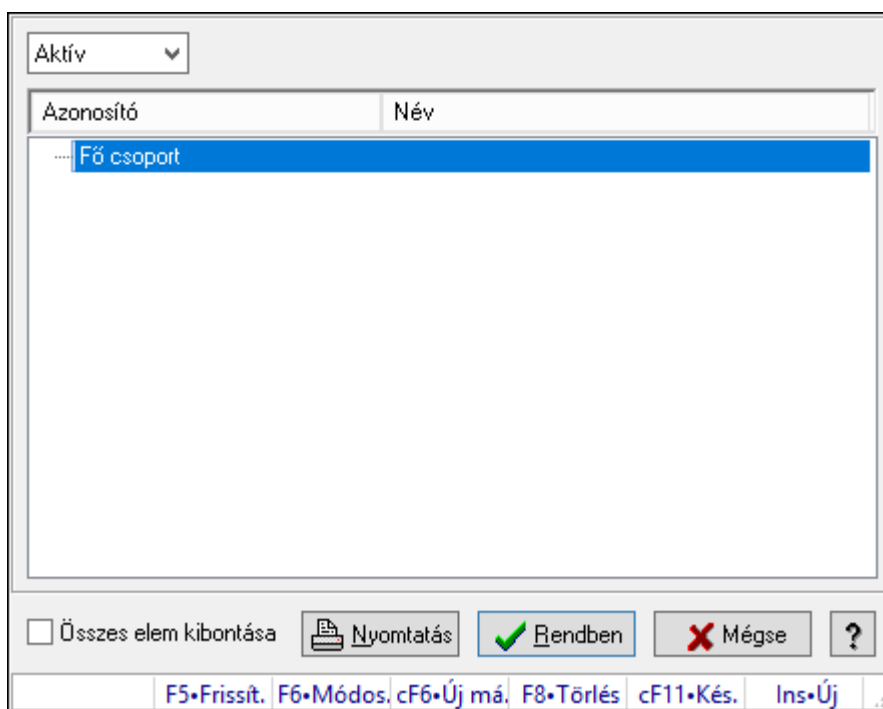 Aktív
Azonosító Név
Fő csoport
Összes elem kibontása Nyomtatás Rendben Mégse ?
F5•Frissít. F6•Módos. cF6•Új má. F8•Törlés cF11•Kés. Ins•Új